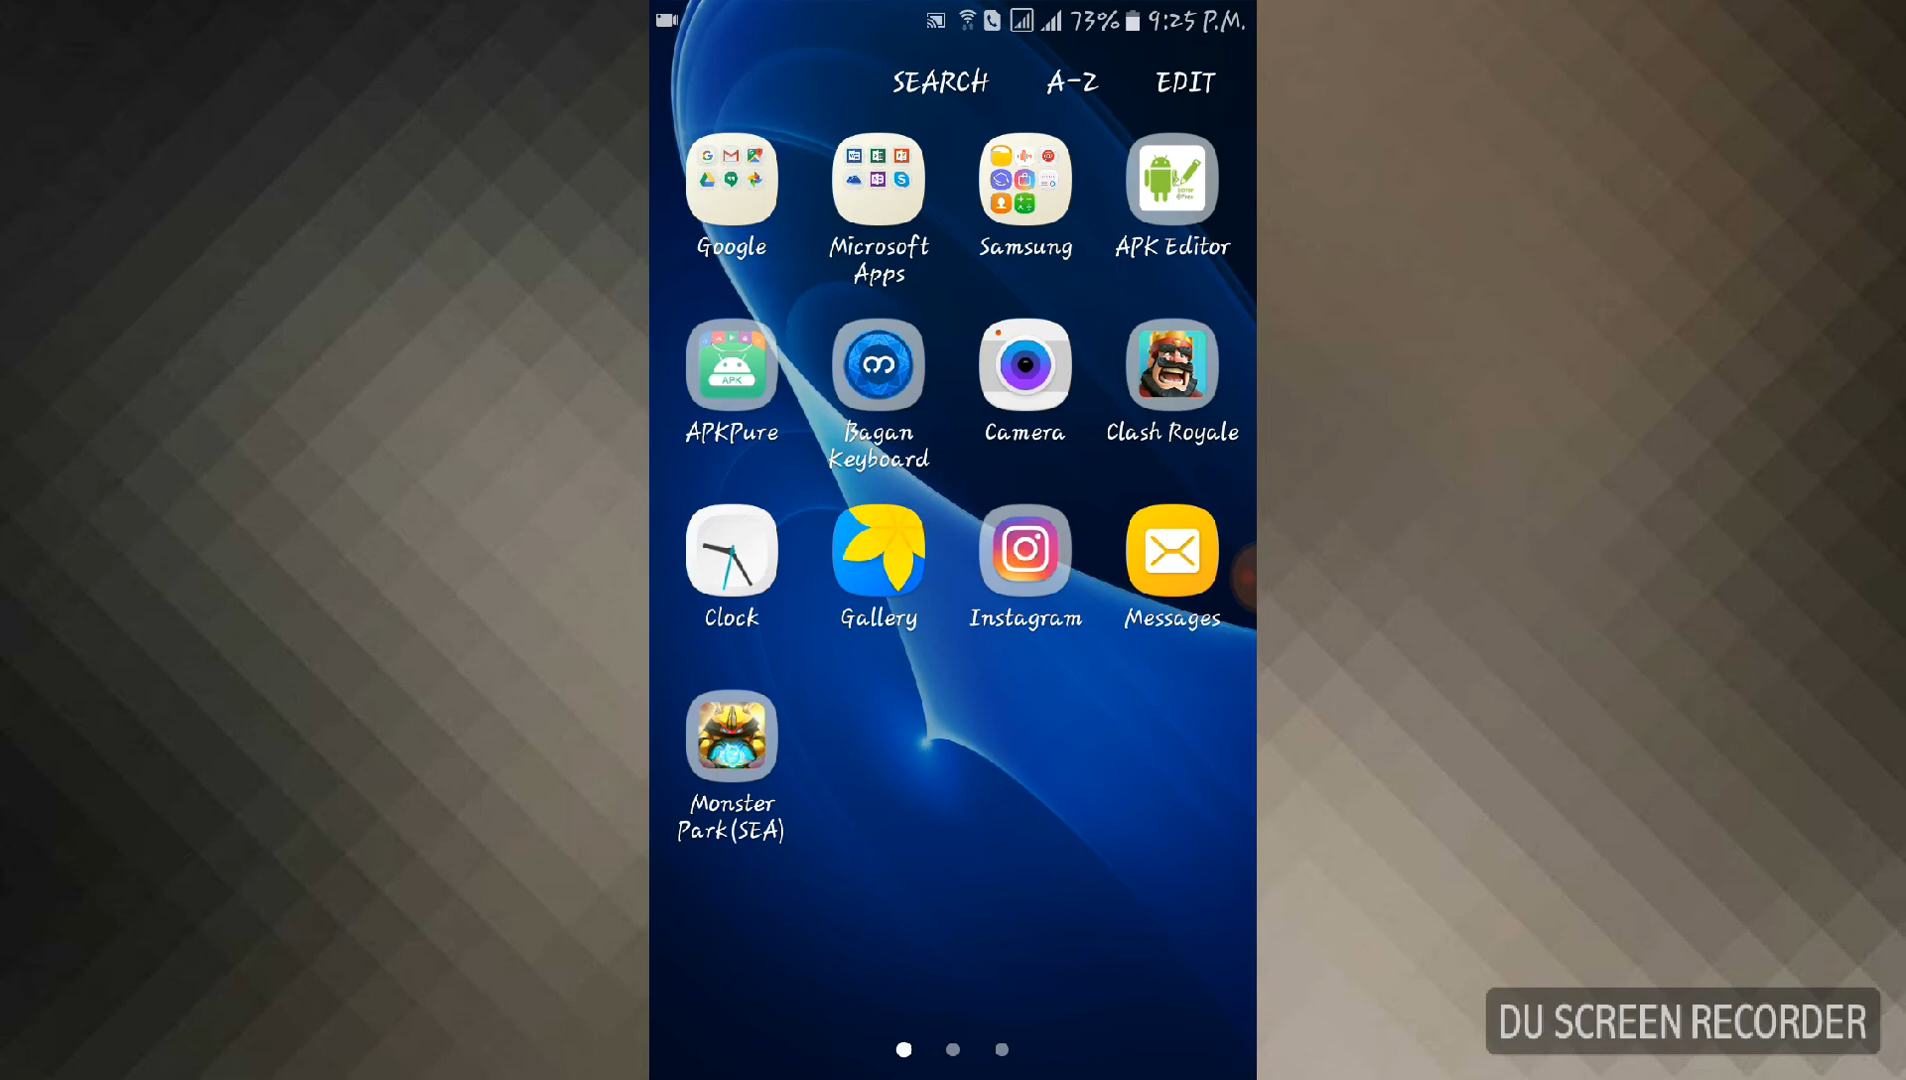 73% 9:25 P.M.
SEARCH A-Z EDIT
Google
Microsoft
Apps
Samsung
APK Editor
APK
APKPure
Bagan
Keyboard
Camera
Clash Royale
Clock
Gallery
Instagram
Messages
Monster
Park(SEA)
DU SCREEN RECORDER